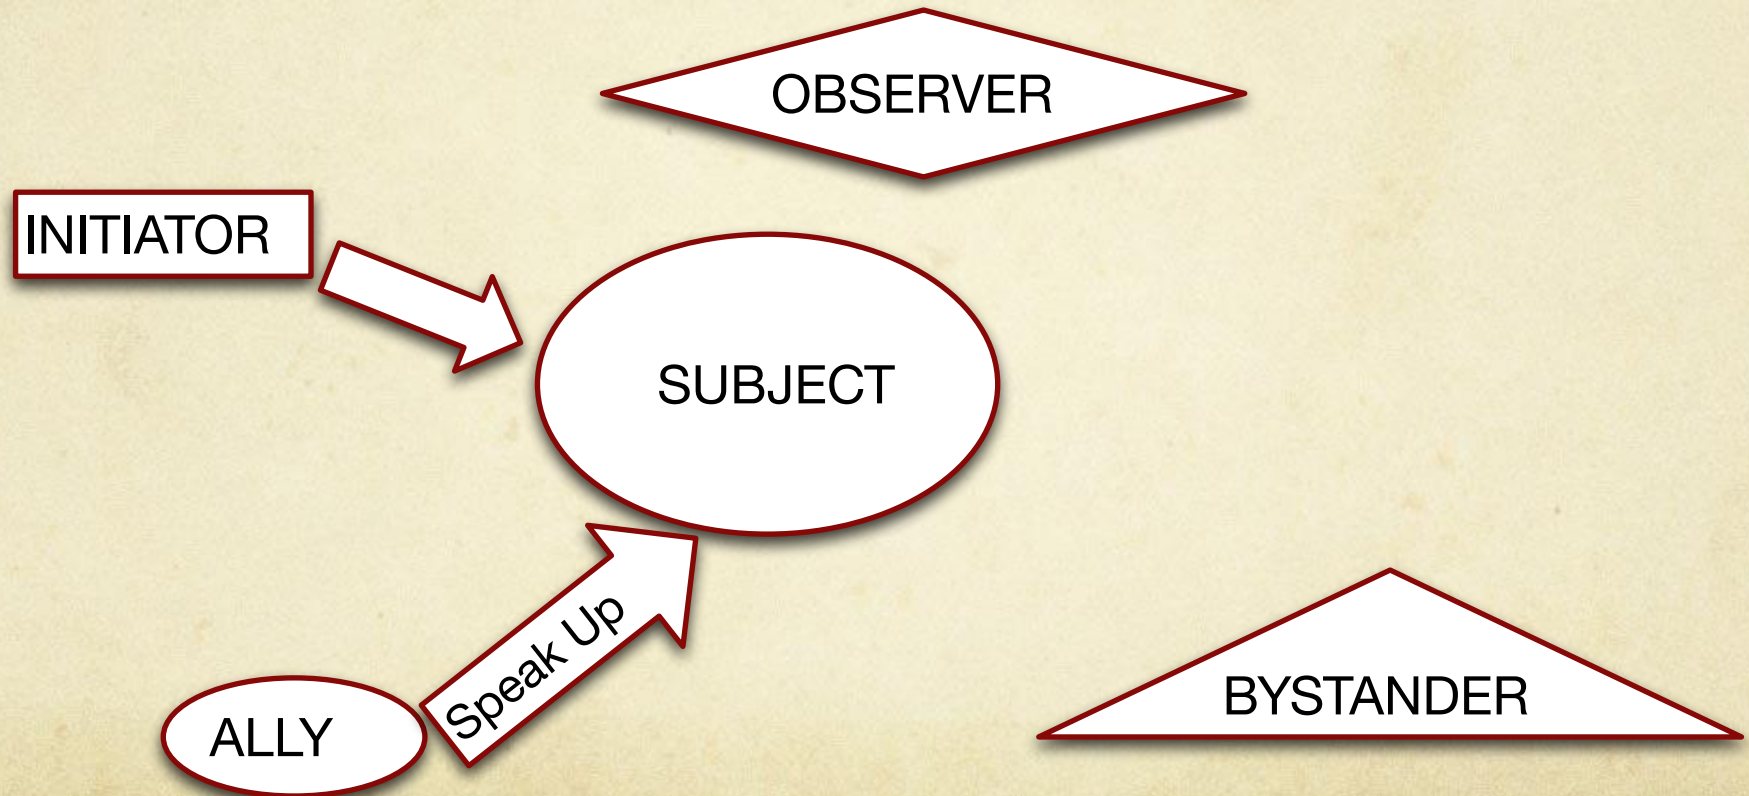 OBSERVER
INITIATOR
SUBJECT
Speak Up
ALLY
BYSTANDER